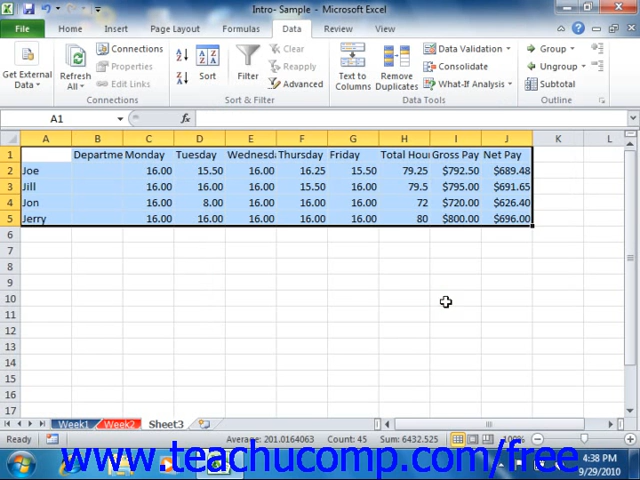 Intro- Sample - Microsoft Excel
File Home Insert Page Layout Formulas Data Review View
Get External Data
Refresh All
Connections
Properties
Edit Links
Connections
Sort
Filter
Clear
Reapply
Advanced
Sort & Filter
Text to Columns
Remove Duplicates
Data Validation
Consolidate
What-If Analysis
Data Tools
Group
Ungroup
Subtotal
Outline
A1 fx
A B C D E F G H I J K L
1 Departme Monday Tuesday Wednesda Thursday Friday Total Hou Gross Pay Net Pay
2 Joe 16.00 15.50 16.00 16.25 15.50 79.25 $792.50 $689.48
3 Jill 16.00 16.00 16.00 15.50 16.00 79.5 $795.00 $691.65
4 Jon 16.00 8.00 16.00 16.00 16.00 72 $720.00 $626.40
5 Jerry 16.00 16.00 16.00 16.00 16.00 80 $800.00 $696.00
6
7
8
9
10
11
12
13
14
15
16
17
Week1 Week2 Sheet3
Ready Average: 201.0164063 Count: 45 Sum: 6432.525 100%
www.teachucomp.com/free
4:38 PM
9/29/2010